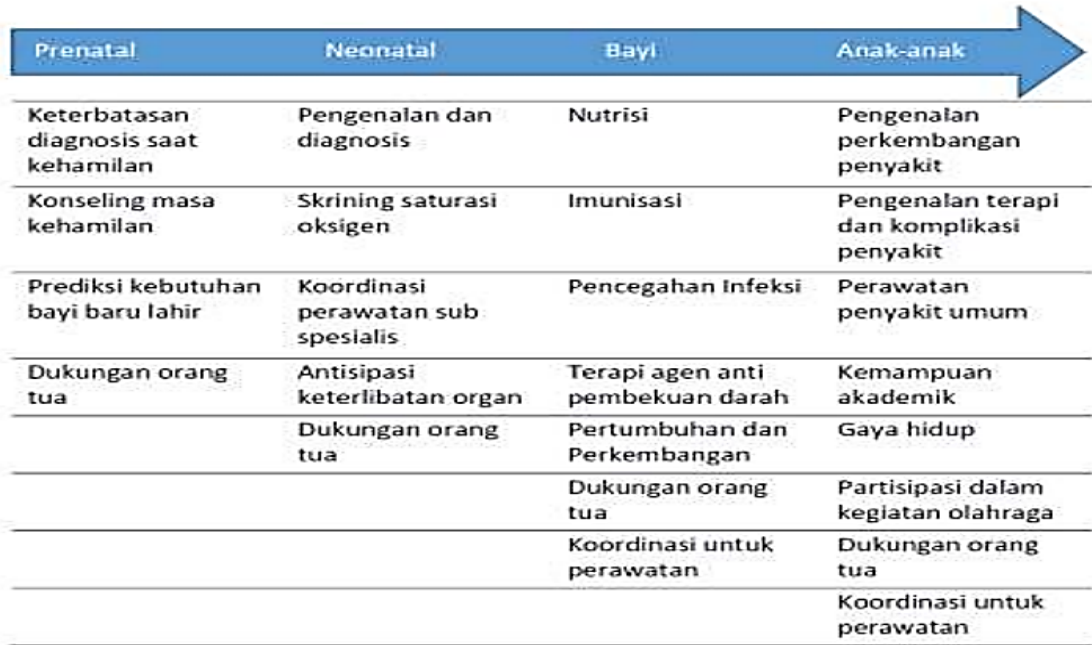 Prenatal Neonatal Bayi Anak-anak
Keterbatasan Pengenalan dan Nutrisi Pengenalan
diagnosis saat diagnosis perkembangan
kehamilan penyakit
Konseling masa Skrining saturasi Imunisasi Pengenalan terapi
kehamilan oksigen dan komplikasi
penyakit
Prediksi kebutuhan Koordinasi Pencegahan Infeksi Perawatan
bayi baru lahir perawatan sub penyakit umum
spesialis
Dukungan orang Antisipasi Terapi agen anti Kemampuan
tua keterlibatan organ pembekuan darah akademik
Dukungan orang Pertumbuhan dan Gaya hidup
tua Perkembangan
Dukungan orang Partisipasi dalam
tua kegiatan olahraga
Koordinasi untuk Dukungan orang
perawatan tua
Koordinasi untuk
perawatan